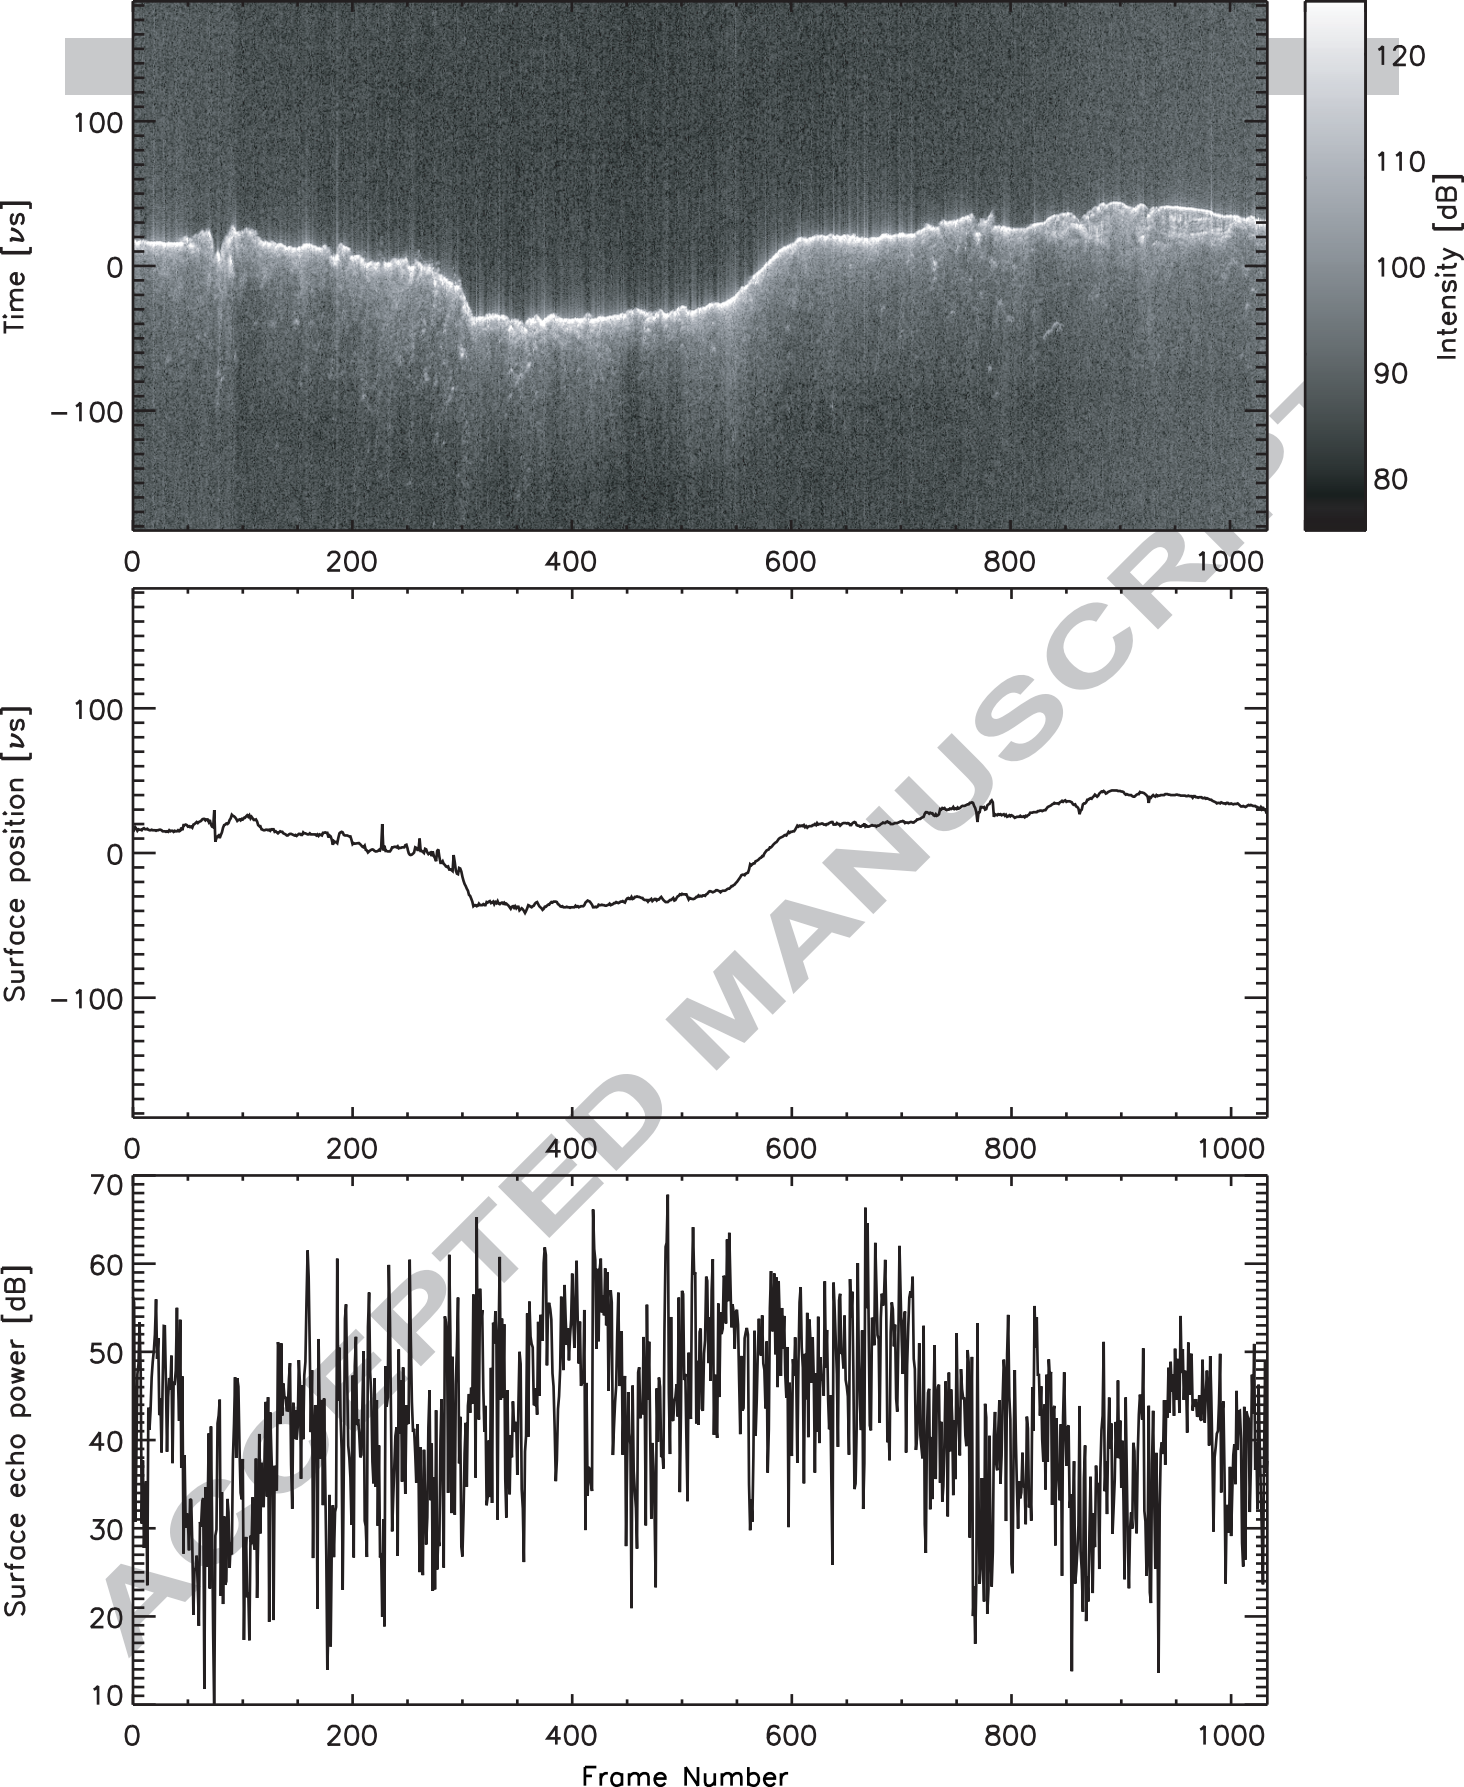 120
110
100
90
80
Intensity [dB]
Time [νs]
100
0
−100
0 200 400 600 800 1000
Surface position [νs]
100
0
−100
0 200 400 600 800 1000
Surface echo power [dB]
70
60
50
40
30
20
10
0 200 400 600 800 1000
Frame Number
ACCEPTED MANUSCRIPT